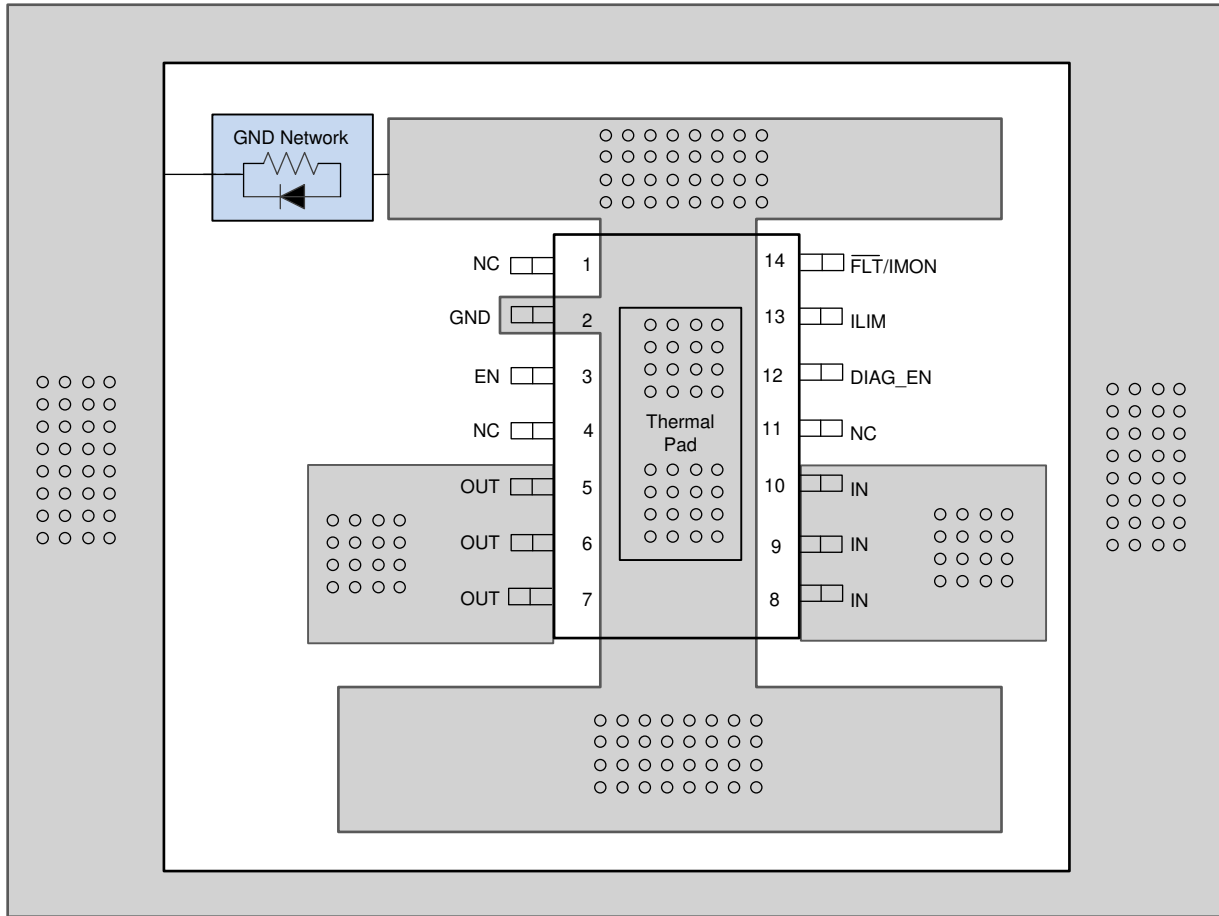 GND Network
NC 1 14 F̅L̅T̅/IMON
GND 2 13 ILIM
EN 3 12 DIAG_EN
NC 4 11 NC
Thermal
Pad
OUT 5 10 IN
OUT 6 9 IN
OUT 7 8 IN